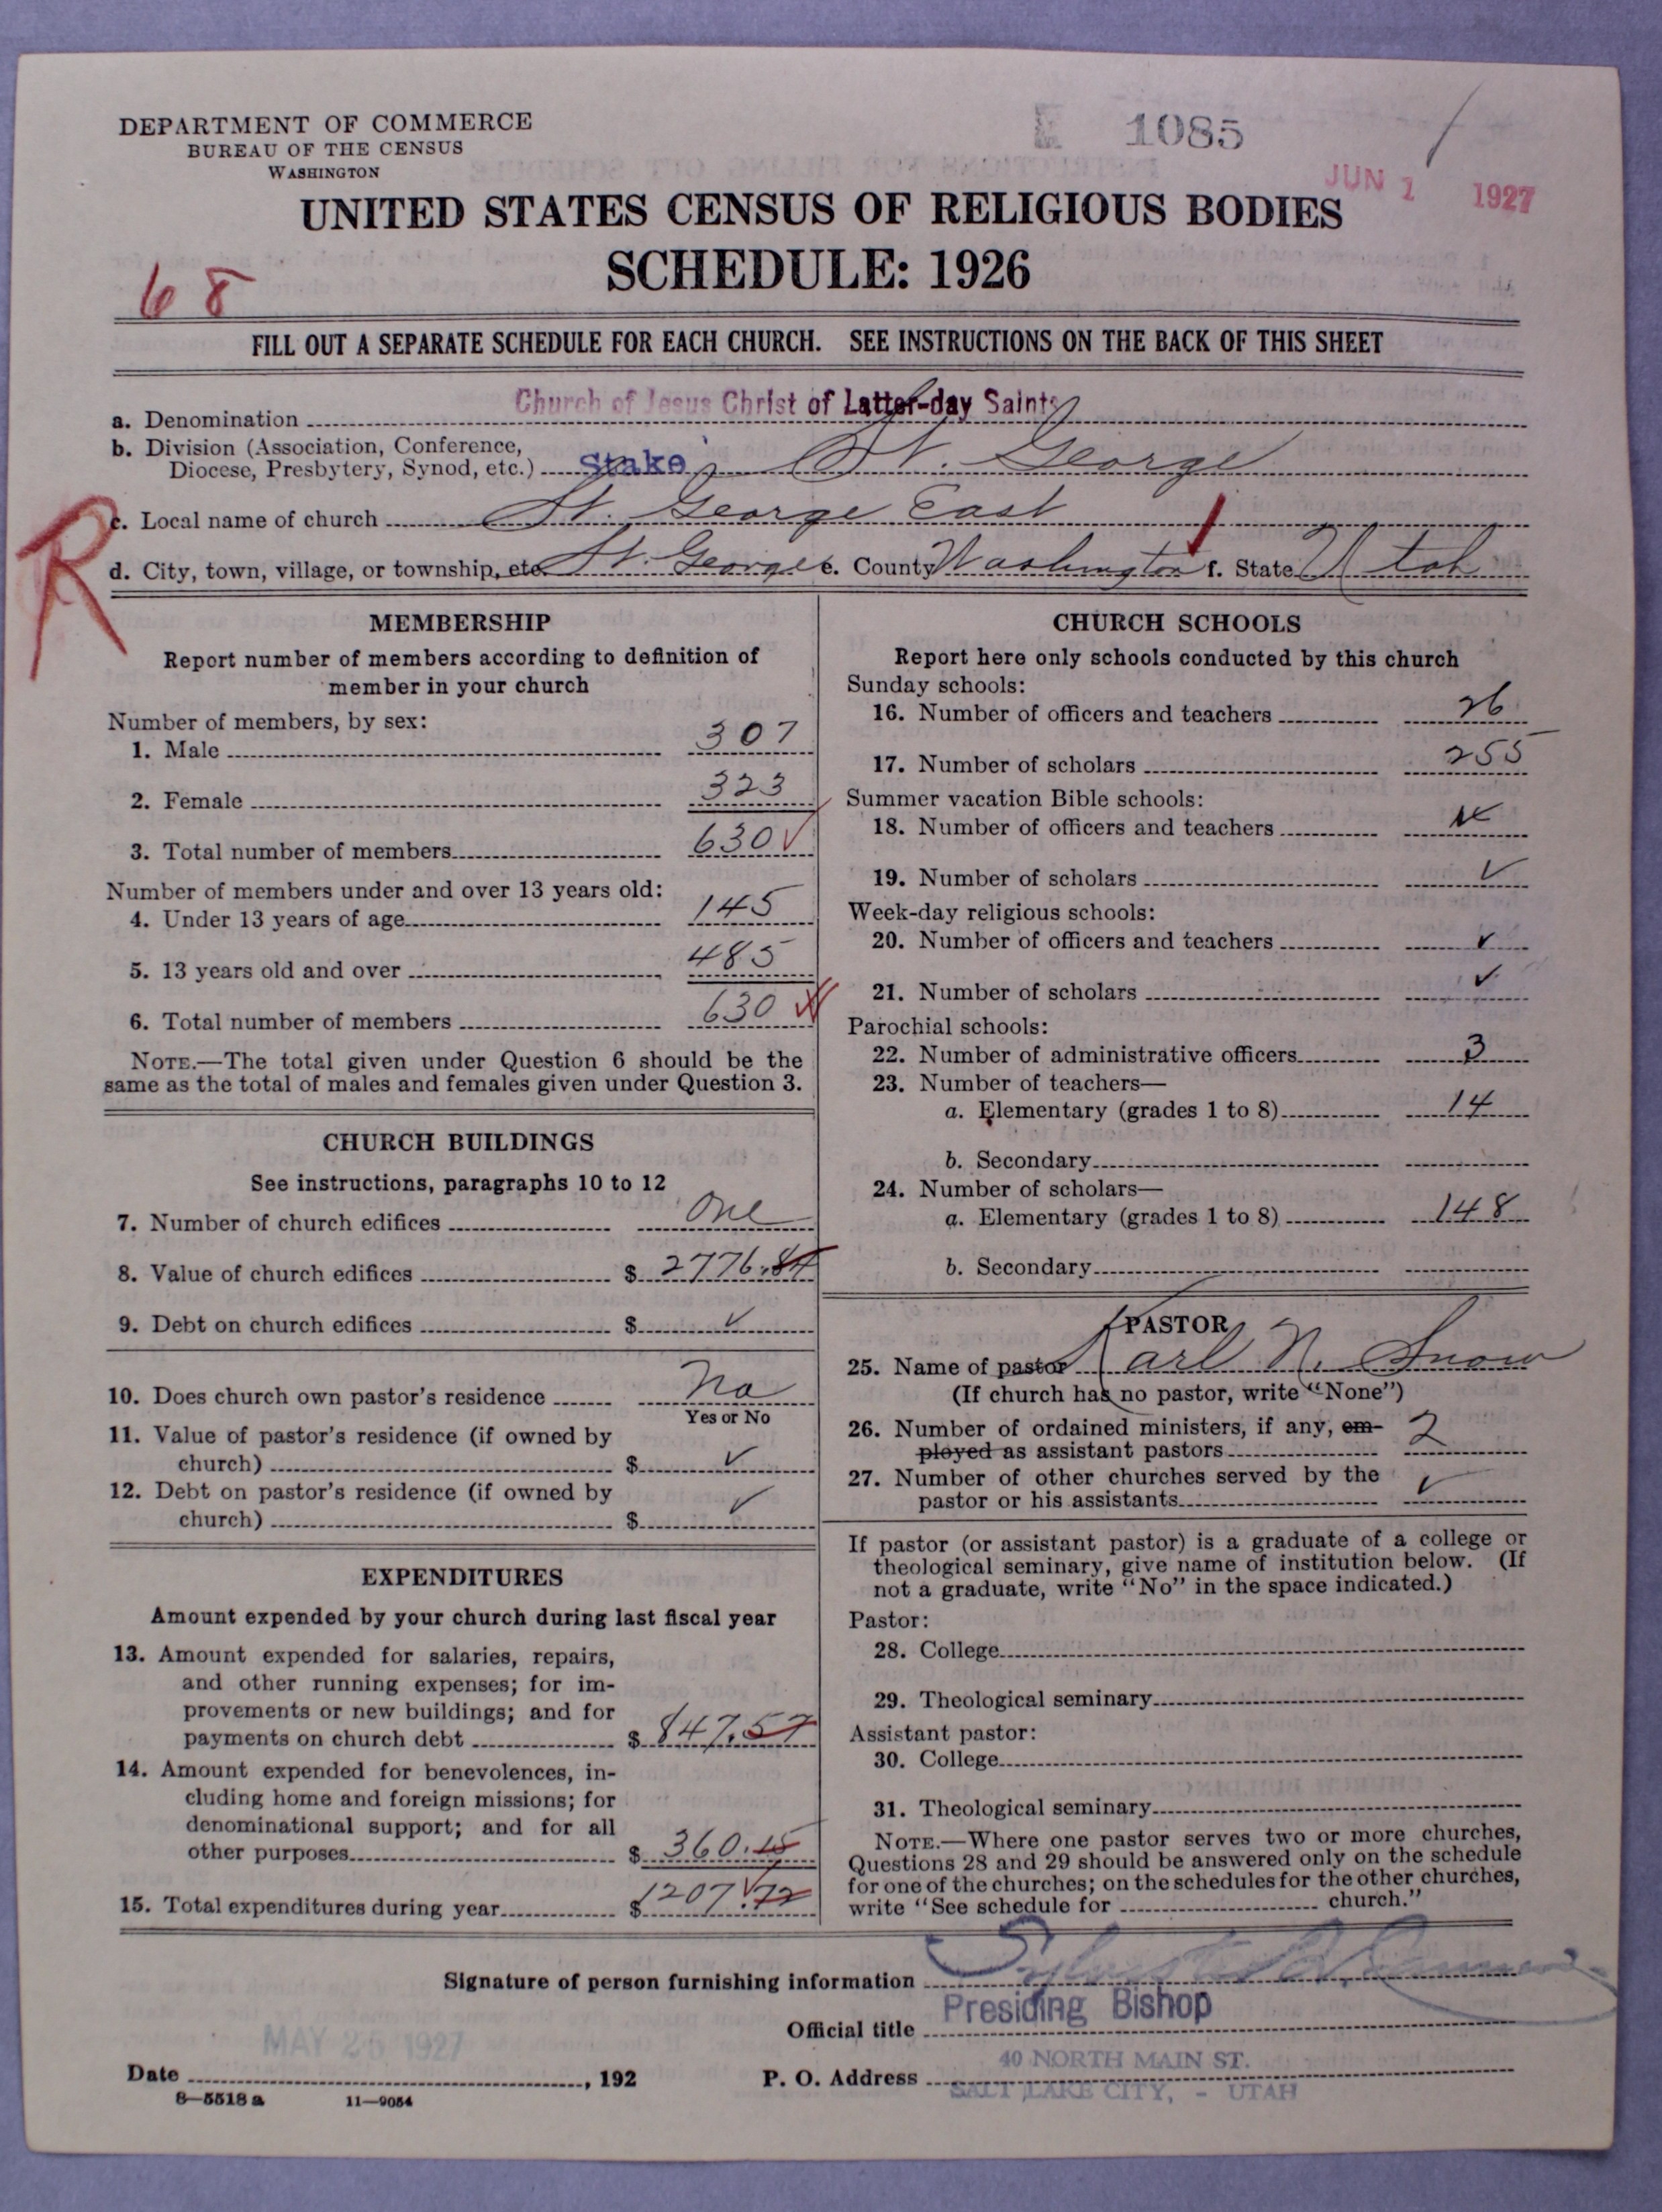 DEPARTMENT OF COMMERCE
BUREAU OF THE CENSUS
WASHINGTON
E 1085
JUN 1 1927
UNITED STATES CENSUS OF RELIGIOUS BODIES
SCHEDULE: 1926
68
FILL OUT A SEPARATE SCHEDULE FOR EACH CHURCH. SEE INSTRUCTIONS ON THE BACK OF THIS SHEET
a. Denomination Church of Jesus Christ of Latter-day Saints
b. Division (Association, Conference,
Diocese, Presbytery, Synod, etc.) Stake St. George
R
c. Local name of church St. George East
d. City, town, village, or township, etc. St. George e. County Washington f. State Utah
MEMBERSHIP
Report number of members according to definition of
member in your church
Number of members, by sex:
1. Male 307
2. Female 323
3. Total number of members 630 ✓
Number of members under and over 13 years old:
4. Under 13 years of age 145
5. 13 years old and over 485
6. Total number of members 630
NOTE.—The total given under Question 6 should be the
same as the total of males and females given under Question 3.
CHURCH BUILDINGS
See instructions, paragraphs 10 to 12
7. Number of church edifices One
8. Value of church edifices $ 2776.84
9. Debt on church edifices $ ✓
10. Does church own pastor's residence No
Yes or No
11. Value of pastor's residence (if owned by
church) $ ✓
12. Debt on pastor's residence (if owned by
church) $ ✓
EXPENDITURES
Amount expended by your church during last fiscal year
13. Amount expended for salaries, repairs,
and other running expenses; for im-
provements or new buildings; and for
payments on church debt $ 847.57
14. Amount expended for benevolences, in-
cluding home and foreign missions; for
denominational support; and for all
other purposes $ 360.15
15. Total expenditures during year $ 1207.72
CHURCH SCHOOLS
Report here only schools conducted by this church
Sunday schools:
16. Number of officers and teachers 26
17. Number of scholars 255
Summer vacation Bible schools:
18. Number of officers and teachers
19. Number of scholars ✓
Week-day religious schools:
20. Number of officers and teachers ✓
21. Number of scholars ✓
Parochial schools:
22. Number of administrative officers 3
23. Number of teachers—
a. Elementary (grades 1 to 8) 14
b. Secondary
24. Number of scholars—
a. Elementary (grades 1 to 8) 148
b. Secondary
PASTOR
25. Name of pastor Karl N. Snow
(If church has no pastor, write "None")
26. Number of ordained ministers, if any, em-
ployed as assistant pastors 2
27. Number of other churches served by the
pastor or his assistants ✓
If pastor (or assistant pastor) is a graduate of a college or
theological seminary, give name of institution below. (If
not a graduate, write "No" in the space indicated.)
Pastor:
28. College
29. Theological seminary
Assistant pastor:
30. College
31. Theological seminary
NOTE.—Where one pastor serves two or more churches,
Questions 28 and 29 should be answered only on the schedule
for one of the churches; on the schedules for the other churches,
write "See schedule for church."
Signature of person furnishing information Sylvester Q. Cannon
Official title Presiding Bishop
MAY 25 1927
Date , 192
P. O. Address 40 NORTH MAIN ST.
SALT LAKE CITY, - UTAH
8—5518 a 11—9054